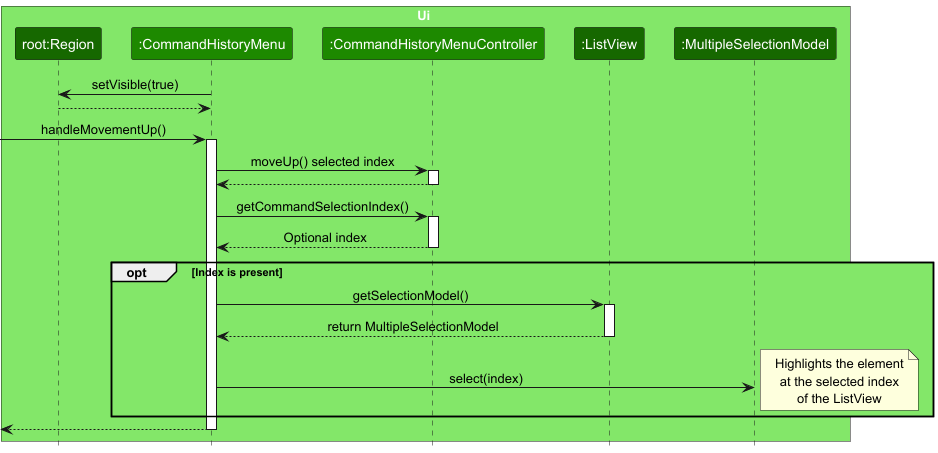 Ui
root:Region
:CommandHistoryMenu
:CommandHistoryMenuController
:ListView
:MultipleSelectionModel
setVisible(true)
handleMovementUp()
moveUp() selected index
getCommandSelectionIndex()
Optional index
opt
[Index is present]
getSelectionModel()
return MultipleSelectionModel
select(index)
Highlights the element
at the selected index
of the ListView